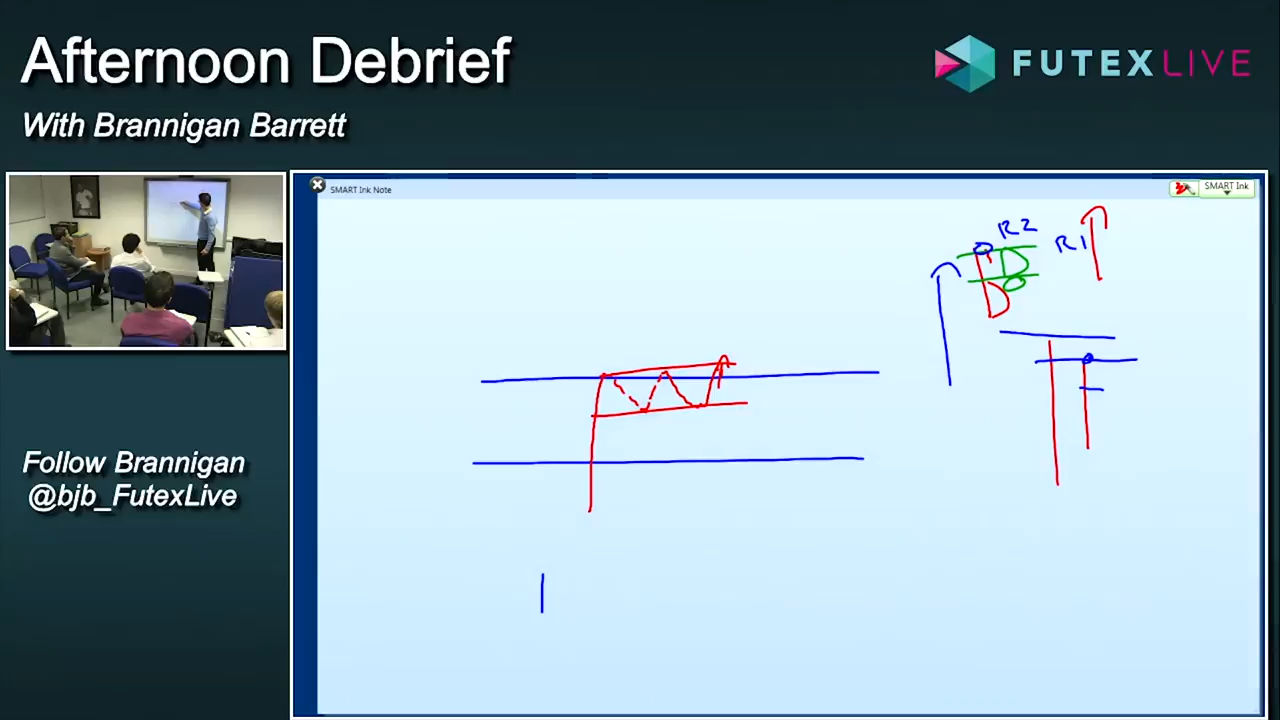 Afternoon Debrief
With Brannigan Barrett
FUTEXLIVE
SMART Ink Note
SMART Ink
R2
R1
Follow Brannigan
@bjb_FutexLive